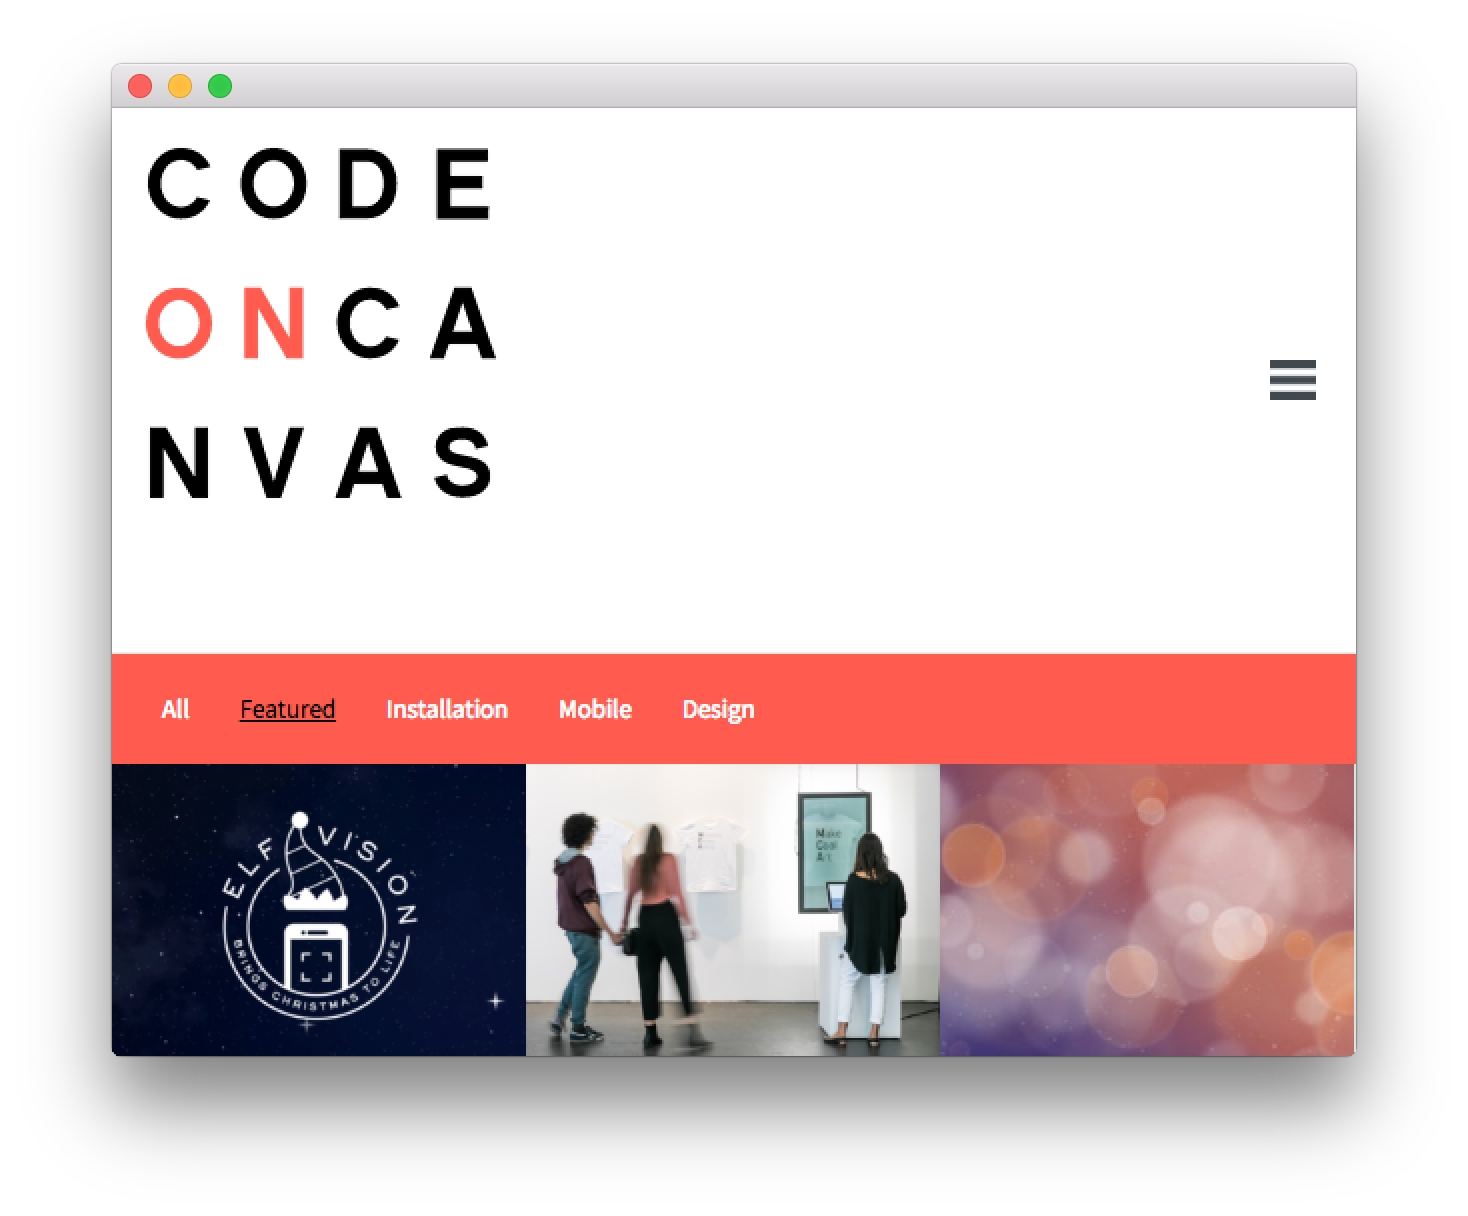 CODE
ONCA
NVAS
All Featured Installation Mobile Design
ELF VISION
BRINGS CHRISTMAS TO LIFE
Make
Cool
Art